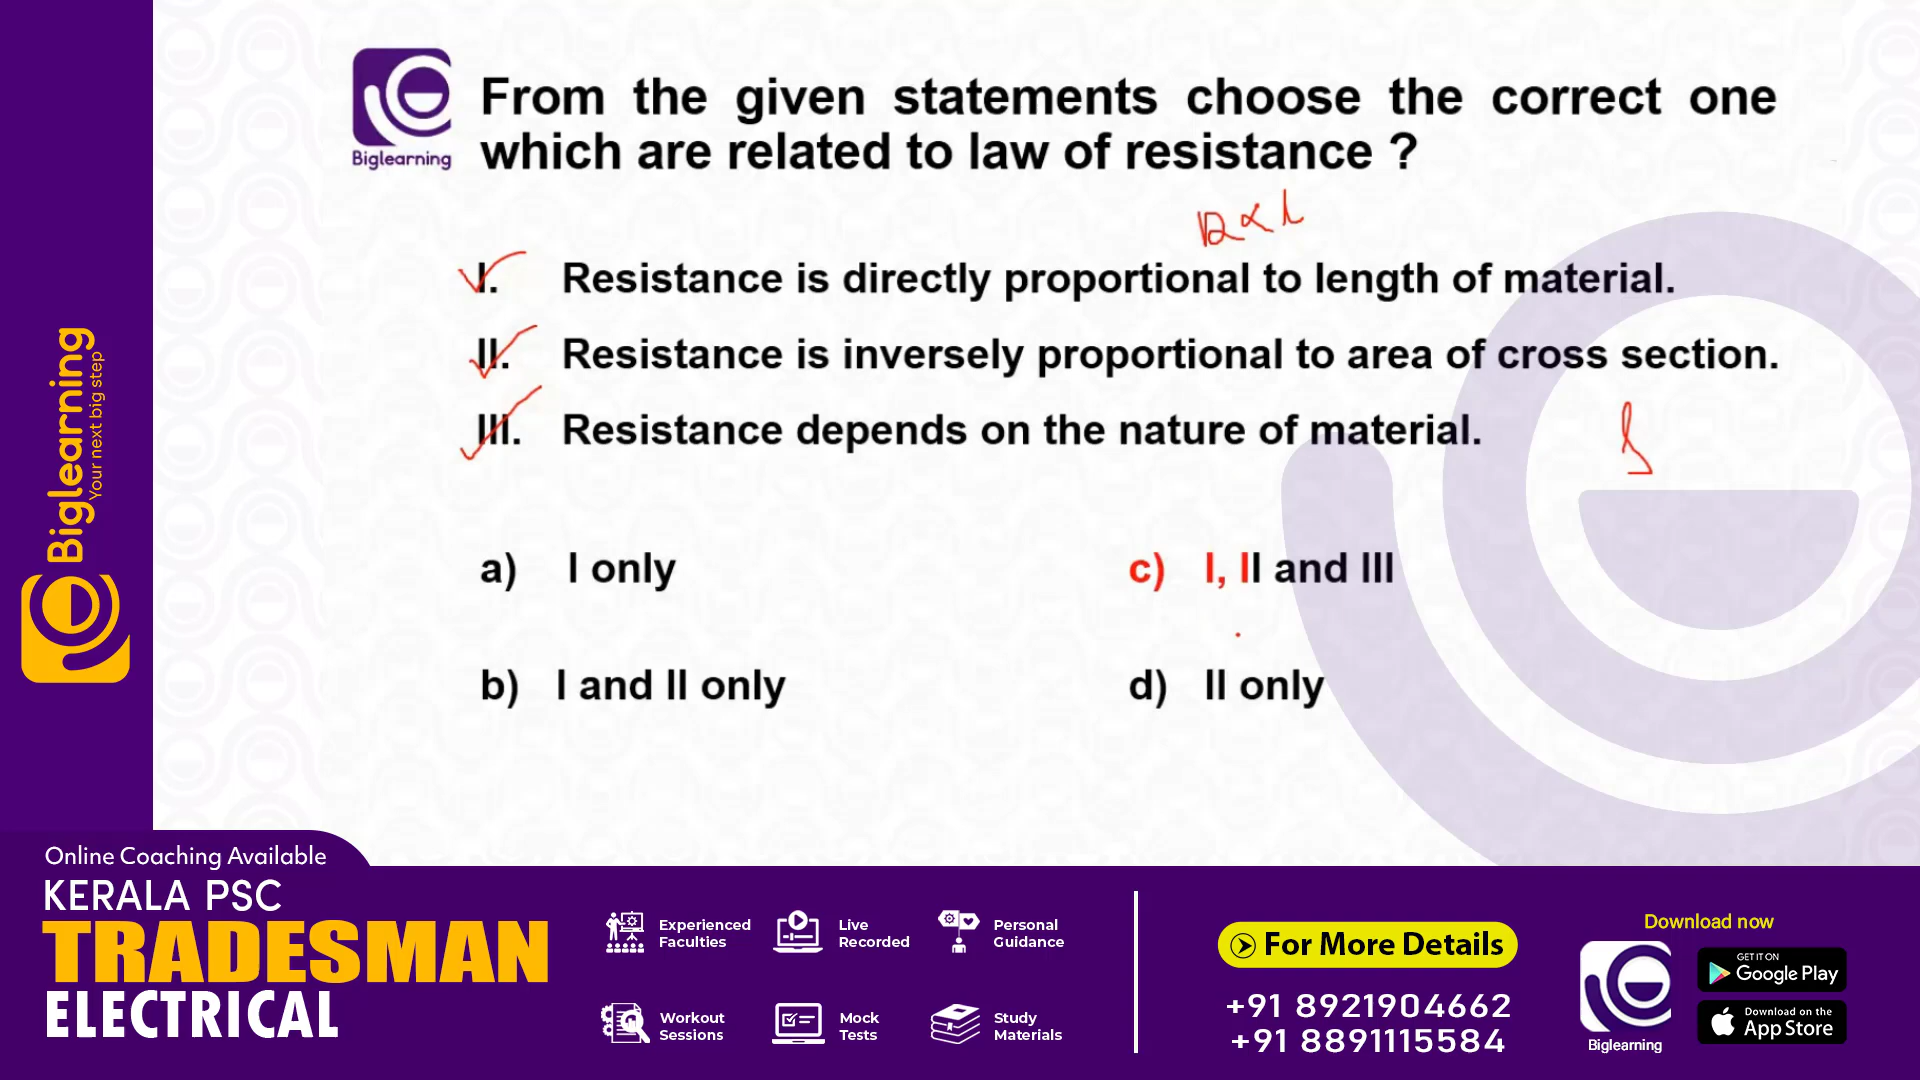 Biglearning
From the given statements choose the correct one
which are related to law of resistance ?
R∝l
I. Resistance is directly proportional to length of material.
II. Resistance is inversely proportional to area of cross section.
III. Resistance depends on the nature of material.
a) I only
c) I, II and III
b) I and II only
d) II only
Biglearning
Your next big step
Online Coaching Available
KERALA PSC
TRADESMAN
ELECTRICAL
Experienced
Faculties
Live
Recorded
Personal
Guidance
Workout
Sessions
Mock
Tests
Study
Materials
For More Details
+91 8921904662
+91 8891115584
Download now
Biglearning
GET IT ON
Google Play
Download on the
App Store